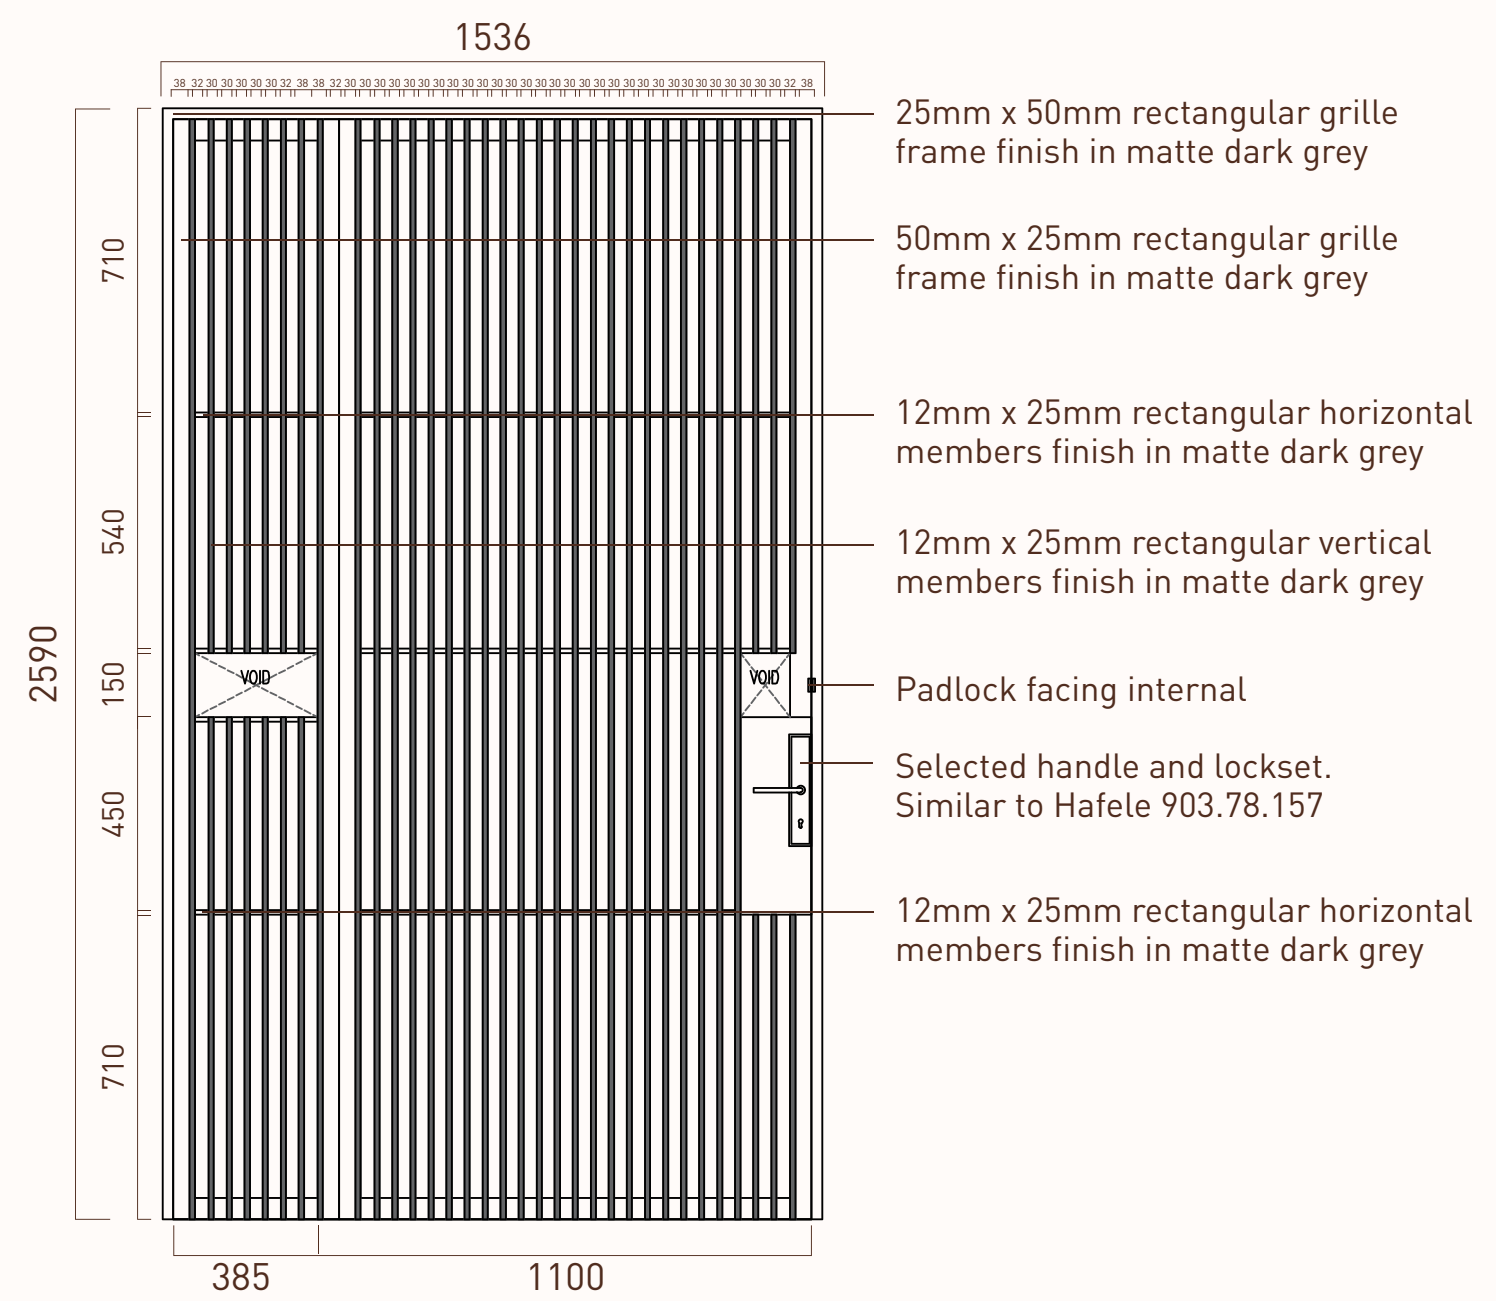 1536
38 32 30 30 30 30 30 32 38 38 32 30 30 30 30 30 30 30 30 30 30 30 30 30 30 30 30 30 30 30 30 30 30 30 30 30 30 30 30 30 30 32 38
25mm x 50mm rectangular grille
frame finish in matte dark grey
50mm x 25mm rectangular grille
frame finish in matte dark grey
12mm x 25mm rectangular horizontal
members finish in matte dark grey
12mm x 25mm rectangular vertical
members finish in matte dark grey
Padlock facing internal
Selected handle and lockset.
Similar to Hafele 903.78.157
12mm x 25mm rectangular horizontal
members finish in matte dark grey
2590
710
540
150
450
710
VOID
VOID
385
1100